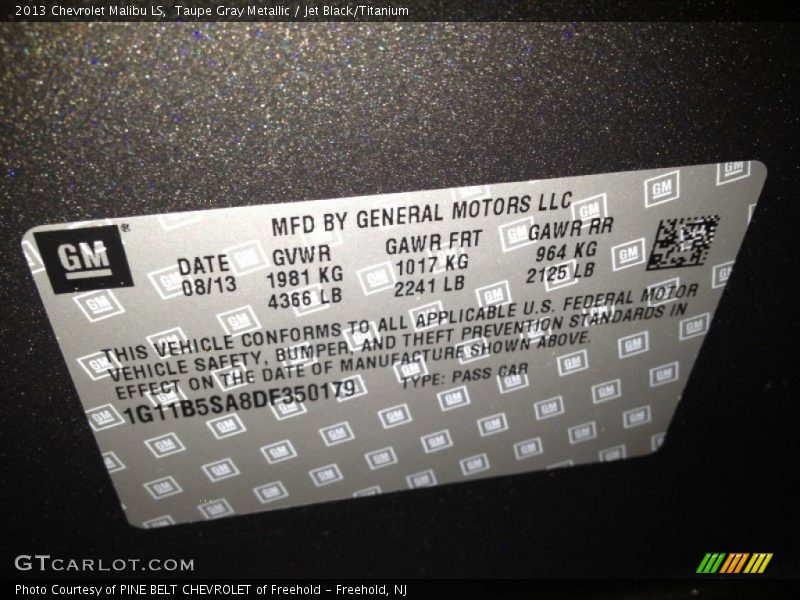 2013 Chevrolet Malibu LS, Taupe Gray Metallic / Jet Black/Titanium
MFD BY GENERAL MOTORS LLC
GM®
DATE GVWR GAWR FRT GAWR RR
08/13 1981 KG 1017 KG 964 KG
4366 LB 2241 LB 2125 LB
THIS VEHICLE CONFORMS TO ALL APPLICABLE U.S. FEDERAL MOTOR
VEHICLE SAFETY, BUMPER, AND THEFT PREVENTION STANDARDS IN
EFFECT ON THE DATE OF MANUFACTURE SHOWN ABOVE.
1G11B5SA8DF350179 TYPE: PASS CAR
GTCARLOT.COM
Photo Courtesy of PINE BELT CHEVROLET of Freehold - Freehold, NJ